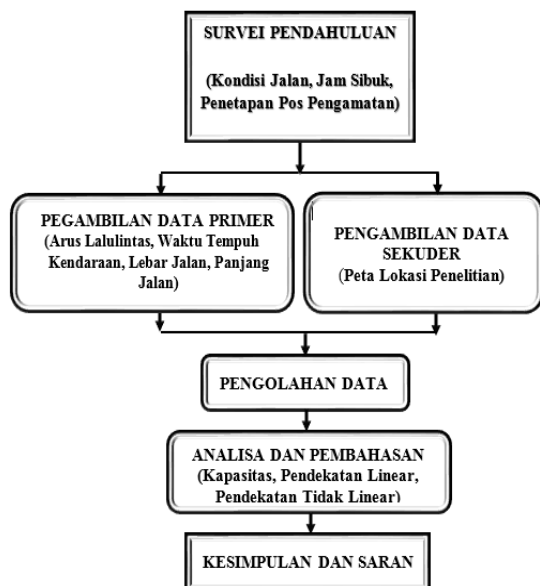 SURVEI PENDAHULUAN
(Kondisi Jalan, Jam Sibuk,
Penetapan Pos Pengamatan)
PEGAMBILAN DATA PRIMER
(Arus Lalulintas, Waktu Tempuh
Kendaraan, Lebar Jalan, Panjang
Jalan)
PENGAMBILAN DATA
SEKUDER
(Peta Lokasi Penelitian)
PENGOLAHAN DATA
ANALISA DAN PEMBAHASAN
(Kapasitas, Pendekatan Linear,
Pendekatan Tidak Linear)
KESIMPULAN DAN SARAN